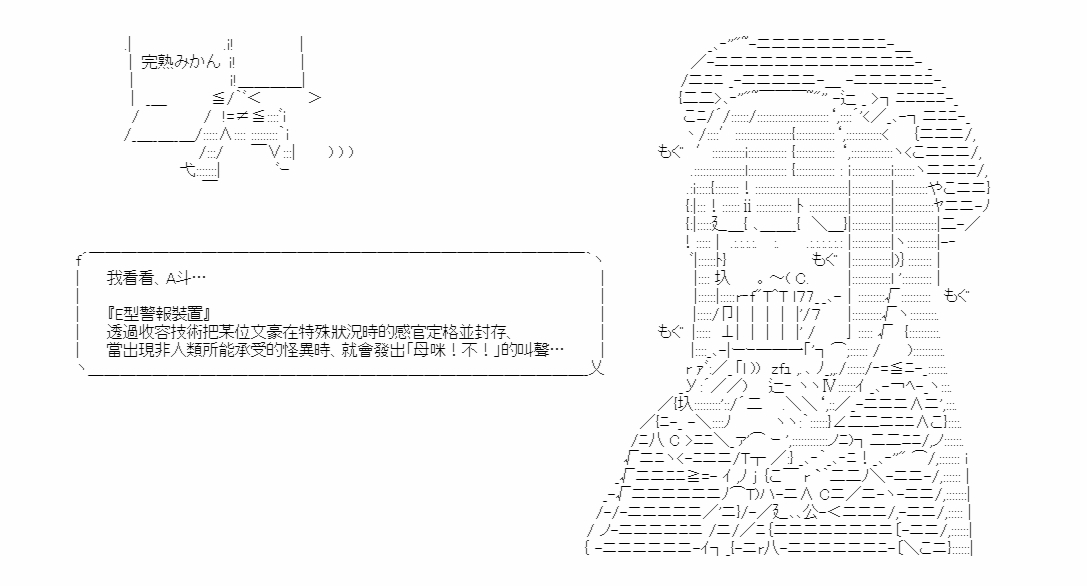 完熟みかん
もぐ
もぐ
もぐ
もぐ
我看看、A斗…
『E型警報裝置』
透過收容技術把某位文豪在特殊狀況時的感官定格並封存、
當出現非人類所能承受的怪異時、就會發出「母咪！不！」的叫聲…